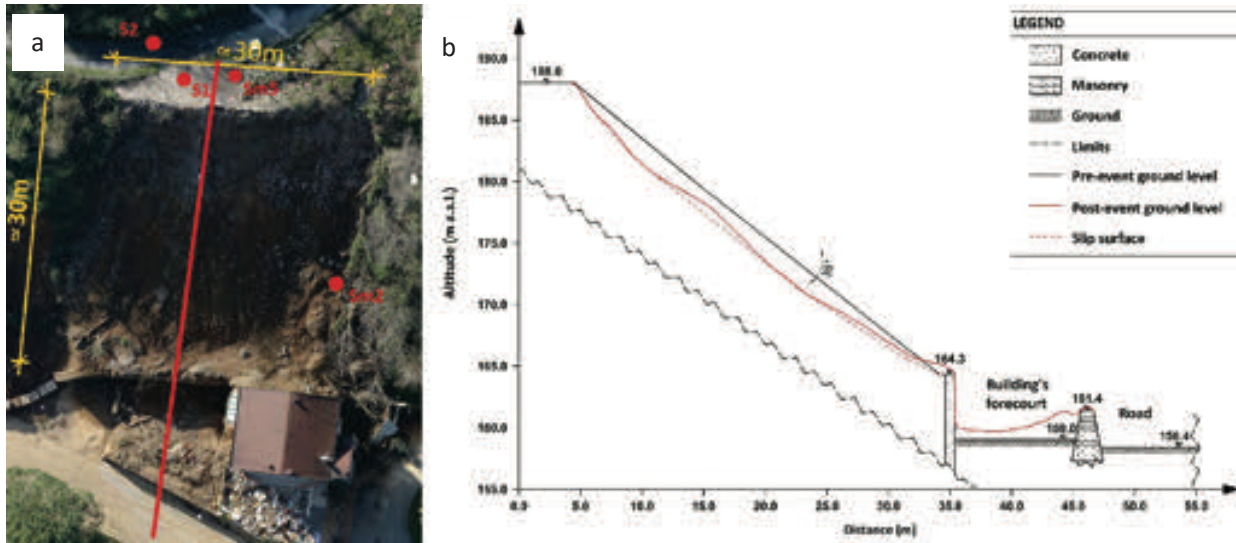 a
S2
≃30m
S1
Sm5
≃30m
Sm2
b
LEGEND
Concrete
Masonry
Ground
Limits
Pre-event ground level
Post-event ground level
Slip surface
Altitude (m a.s.l.)
190.0
185.0
180.0
175.0
170.0
165.0
160.0
155.0
164.3
Building's
forecourt
161.4
Road
158.4
0.0 5.0 10.0 15.0 20.0 25.0 30.0 35.0 40.0 45.0 50.0 55.0
Distance (m)